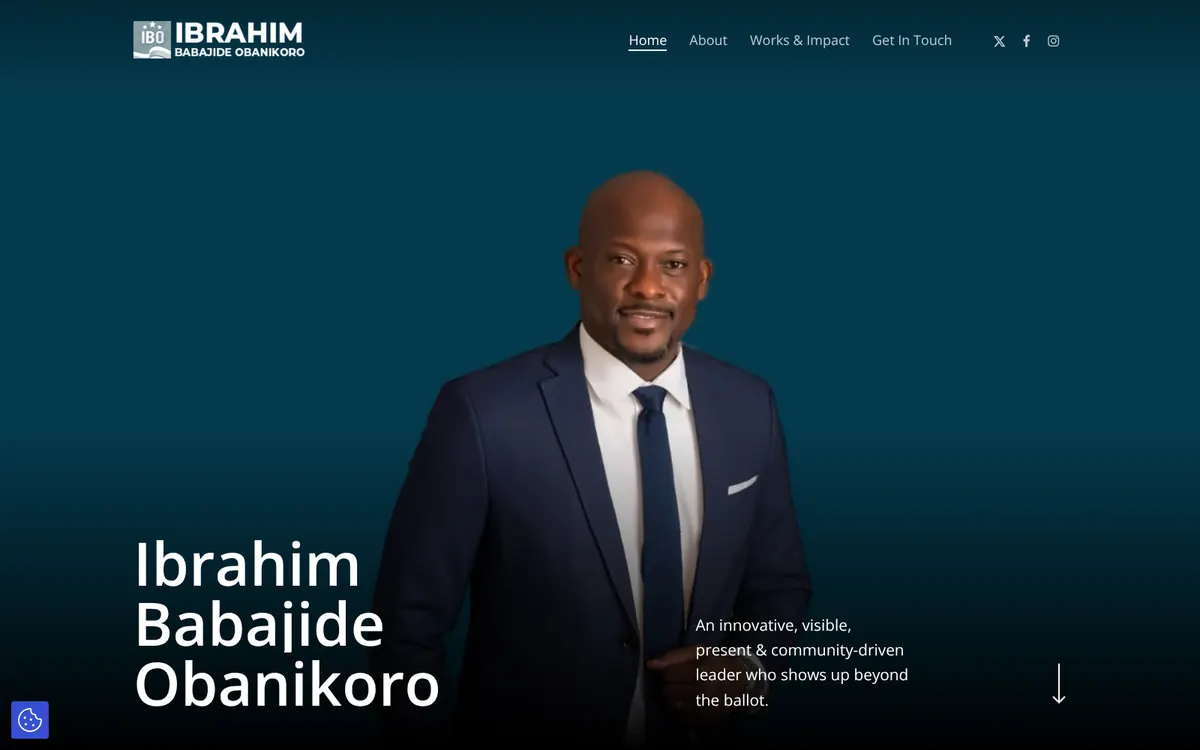 IBO
IBRAHIM
BABAJIDE OBANIKORO
Home About Works & Impact Get In Touch
Ibrahim
Babajide
Obanikoro
An innovative, visible,
present & community-driven
leader who shows up beyond
the ballot.